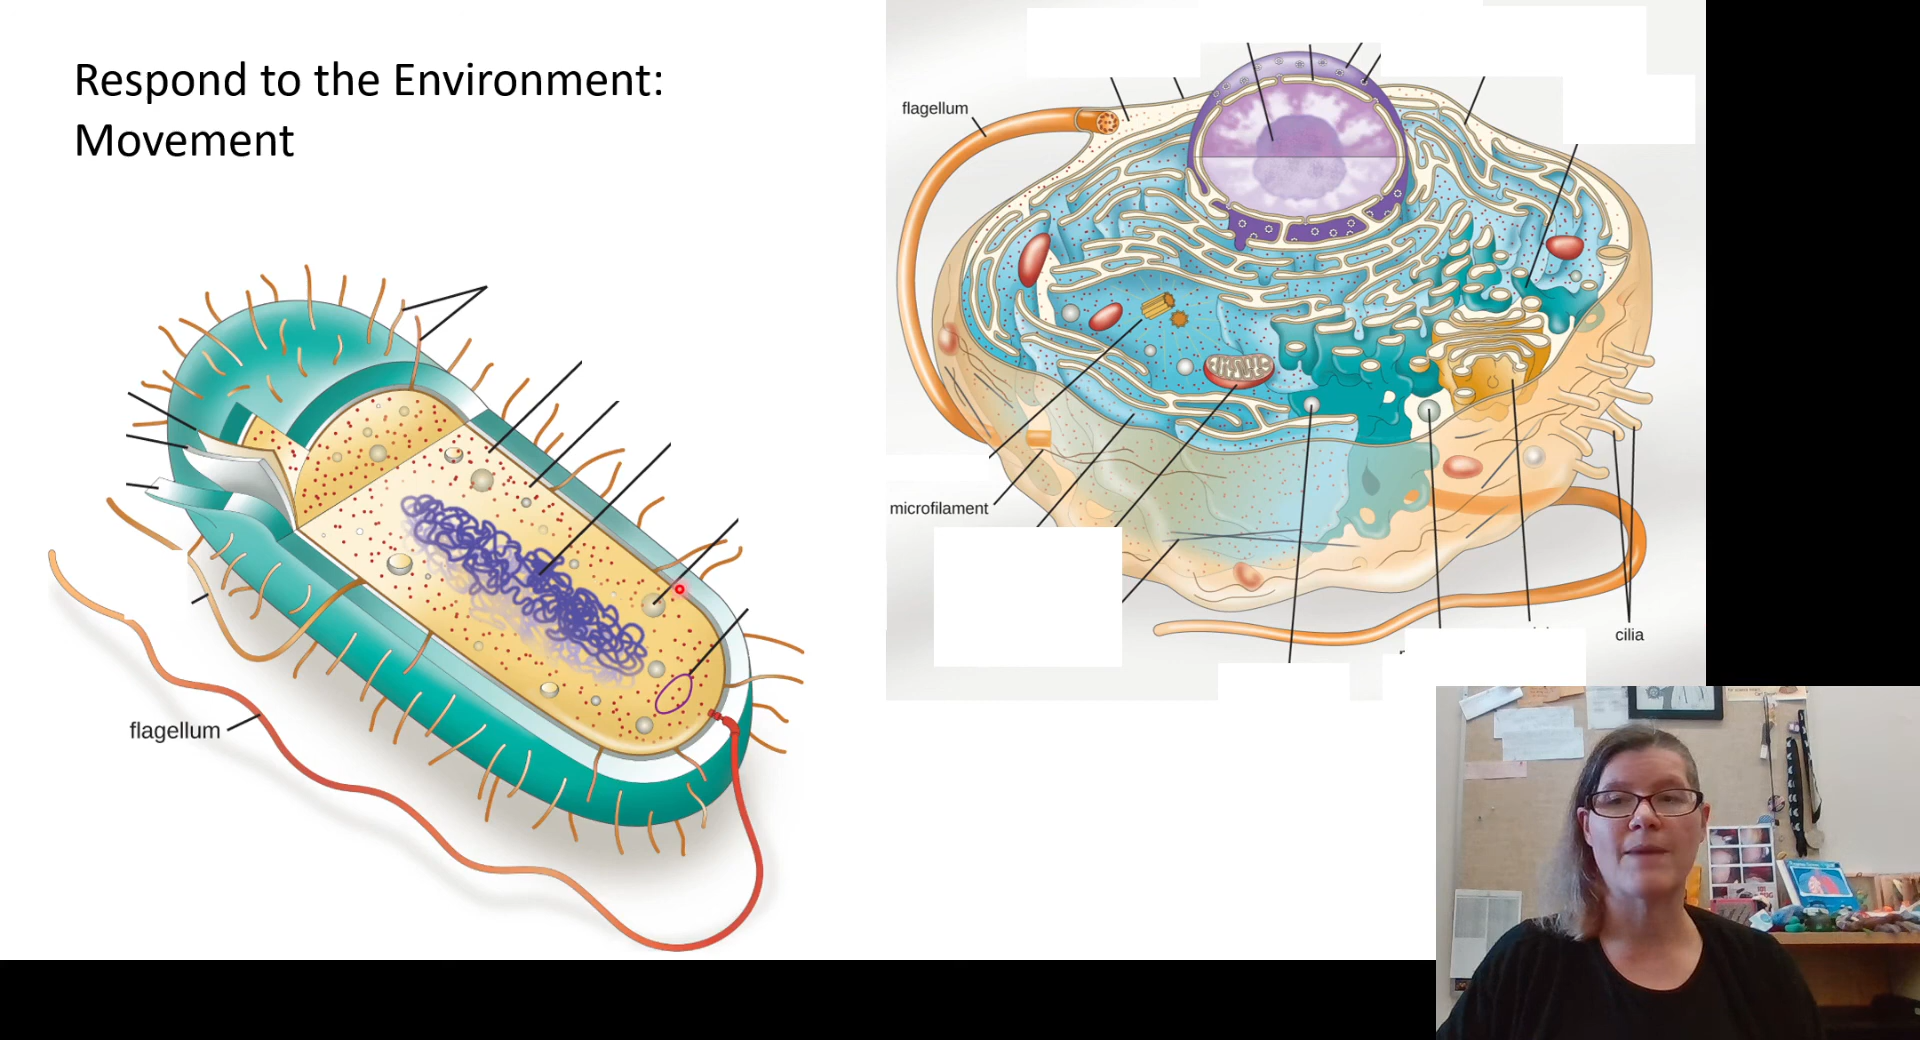 Respond to the Environment:
Movement
flagellum
microfilament
cilia
flagellum